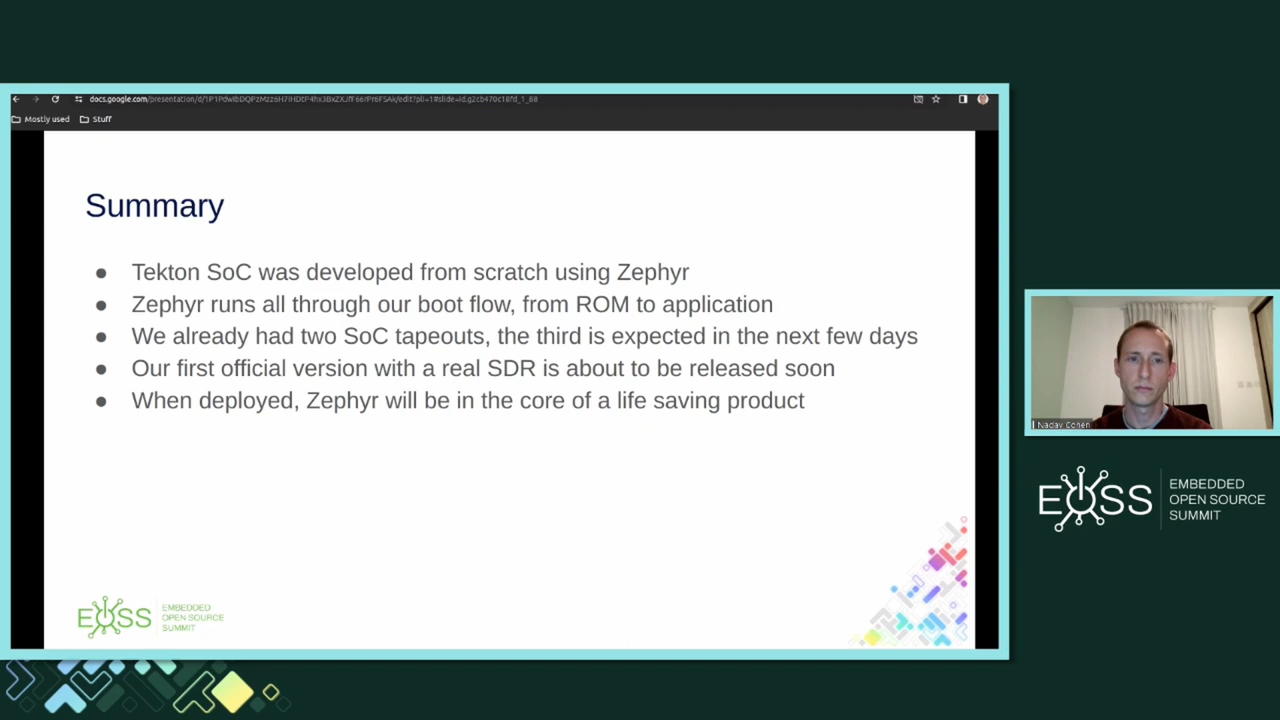 docs.google.com
Mostly used
Stuff
Summary
● Tekton SoC was developed from scratch using Zephyr
● Zephyr runs all through our boot flow, from ROM to application
● We already had two SoC tapeouts, the third is expected in the next few days
● Our first official version with a real SDR is about to be released soon
● When deployed, Zephyr will be in the core of a life saving product
EOSS
EMBEDDED
OPEN SOURCE
SUMMIT
Nadav Cohen
EOSS
EMBEDDED
OPEN SOURCE
SUMMIT